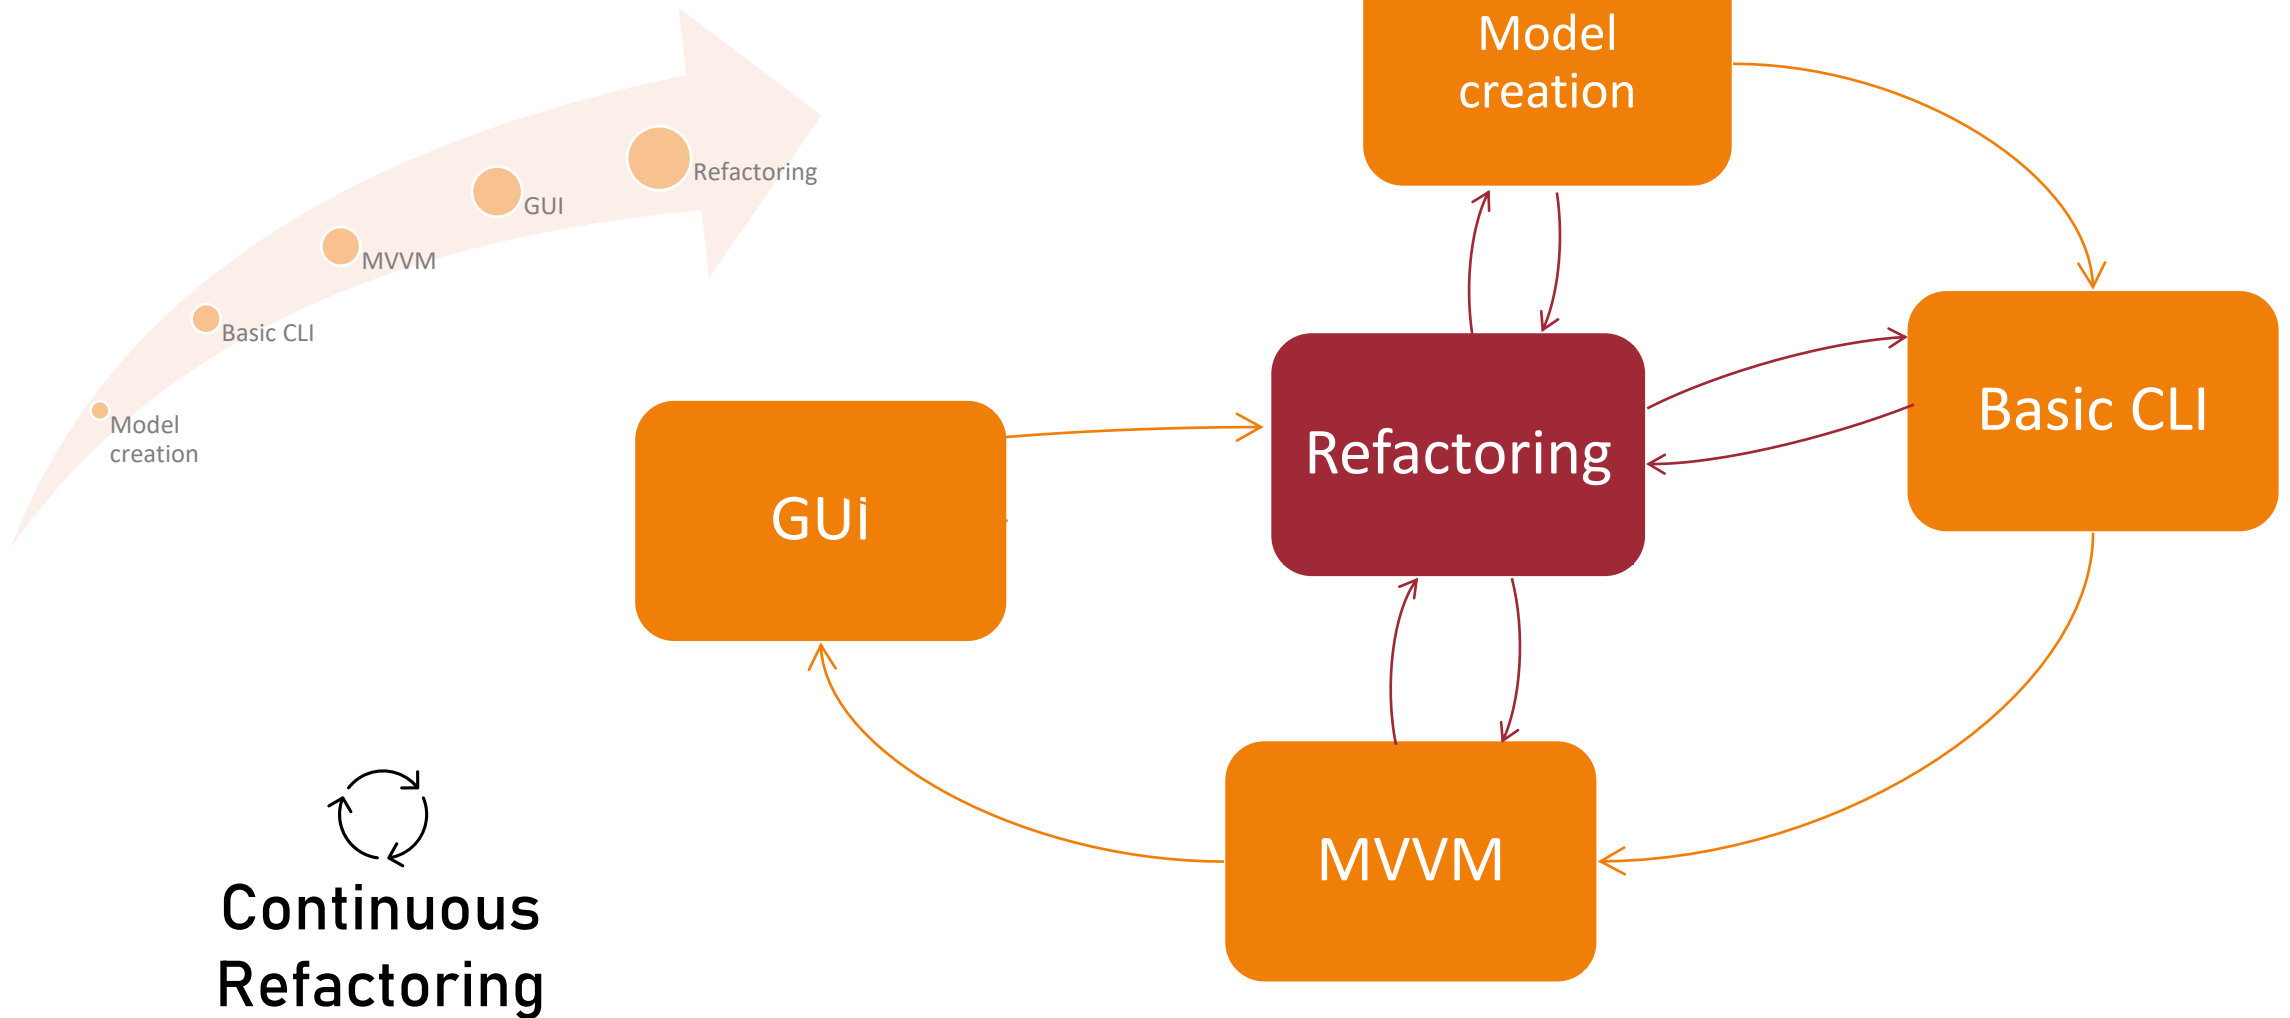 Refactoring
GUI
MVVM
Basic CLI
Model
creation
Model
creation
Basic CLI
Refactoring
GUi
MVVM
Continuous
Refactoring